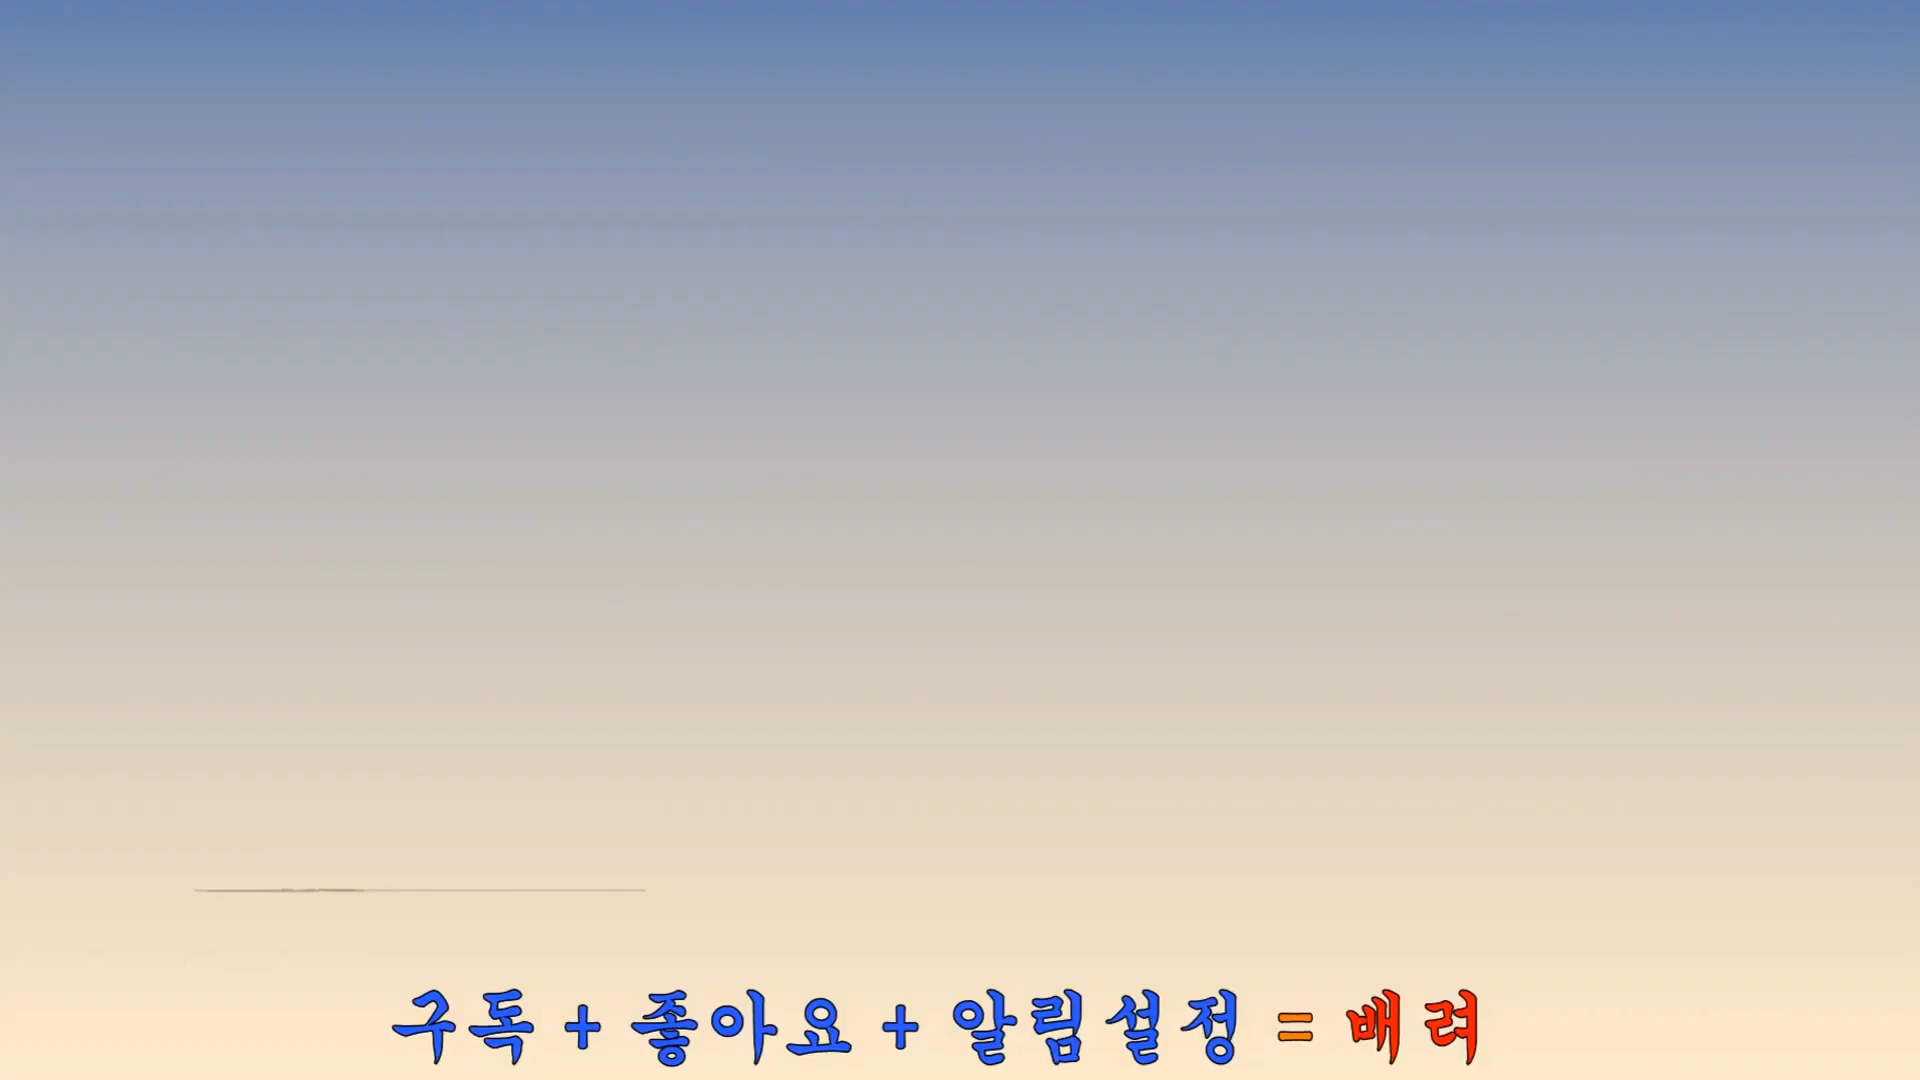 구독 + 좋아요 + 알림설정 = 배려